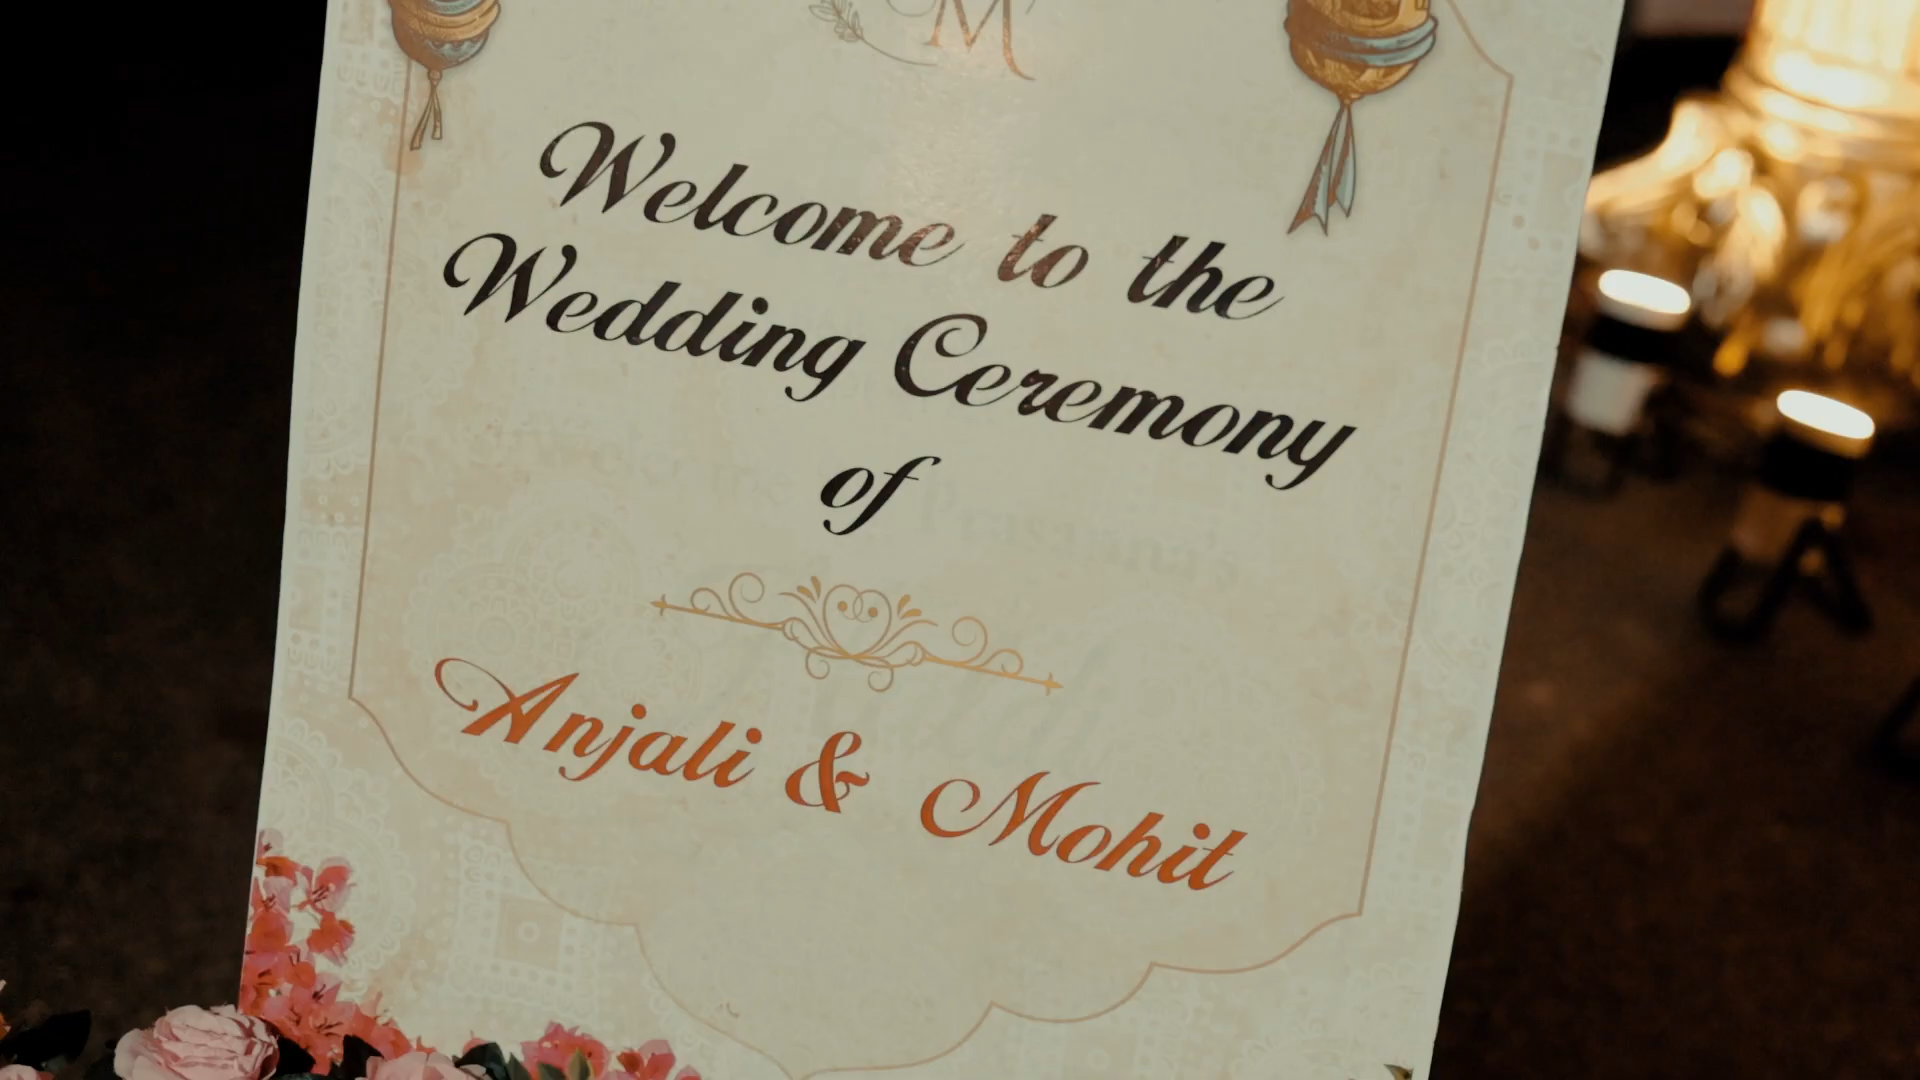 M
Welcome to the
Wedding Ceremony
of
Anjali & Mohit